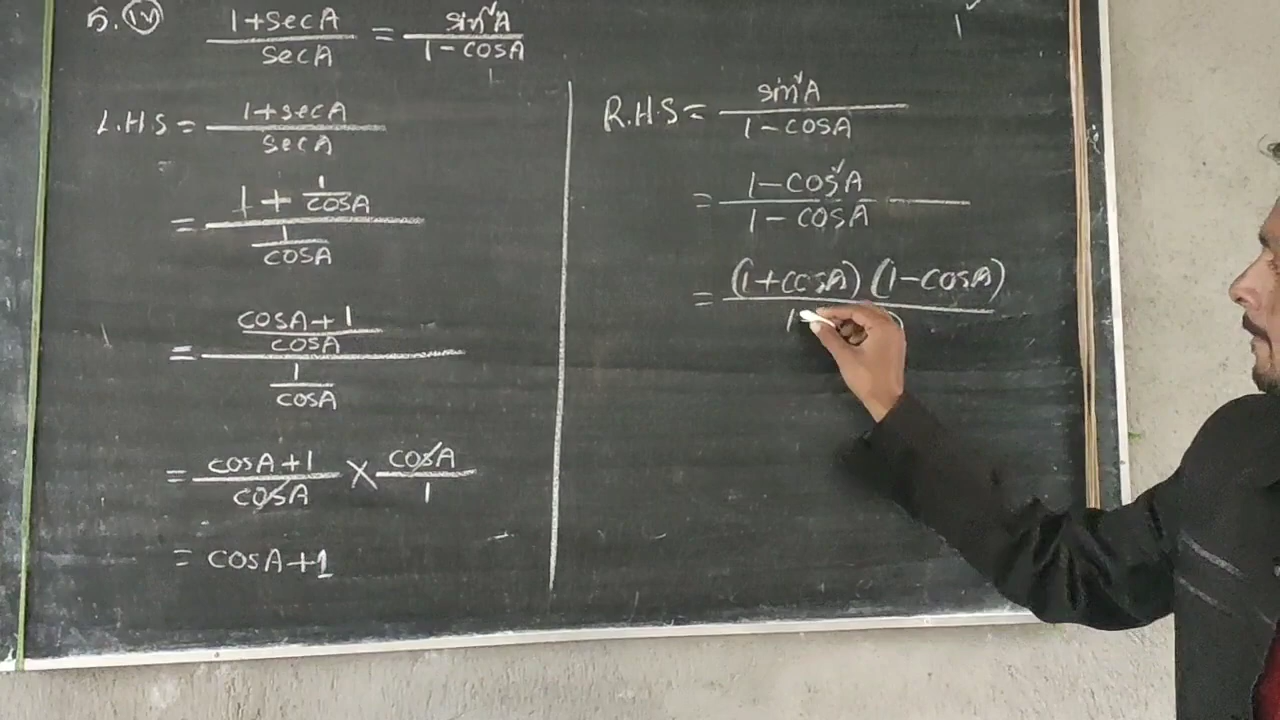 5. (iv) (1+secA)/secA = sin²A/(1-cosA)
L.H.S = (1+secA)/secA
= (1 + 1/cosA)/(1/cosA)
= ((cosA+1)/cosA)/(1/cosA)
= (cosA+1)/cosA × cosA/1
= cosA+1
R.H.S = sin²A/(1-cosA)
= (1-cos²A)/(1-cosA)
= (1+cosA)(1-cosA)/1